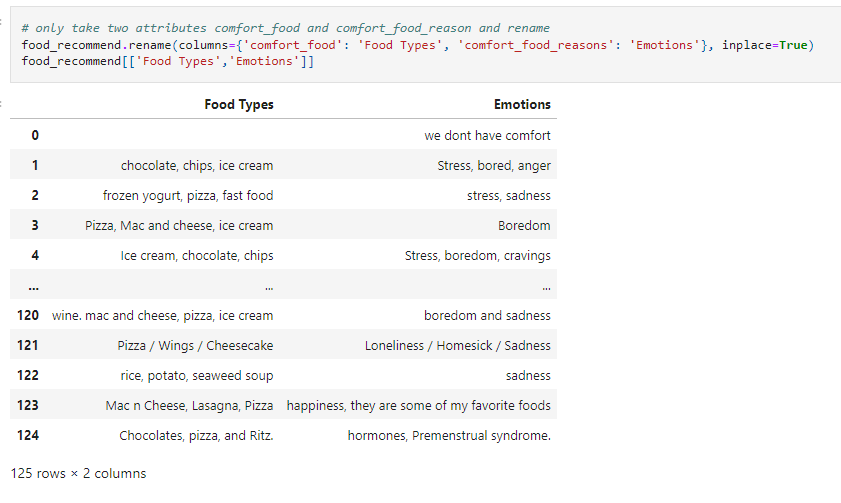 # only take two attributes comfort_food and comfort_food_reason and rename
food_recommend.rename(columns={'comfort_food': 'Food Types', 'comfort_food_reasons': 'Emotions'}, inplace=True)
food_recommend[['Food Types','Emotions']]
Food Types Emotions
0 we dont have comfort
1 chocolate, chips, ice cream Stress, bored, anger
2 frozen yogurt, pizza, fast food stress, sadness
3 Pizza, Mac and cheese, ice cream Boredom
4 Ice cream, chocolate, chips Stress, boredom, cravings
... ... ...
120 wine. mac and cheese, pizza, ice cream boredom and sadness
121 Pizza / Wings / Cheesecake Loneliness / Homesick / Sadness
122 rice, potato, seaweed soup sadness
123 Mac n Cheese, Lasagna, Pizza happiness, they are some of my favorite foods
124 Chocolates, pizza, and Ritz. hormones, Premenstrual syndrome.
125 rows × 2 columns